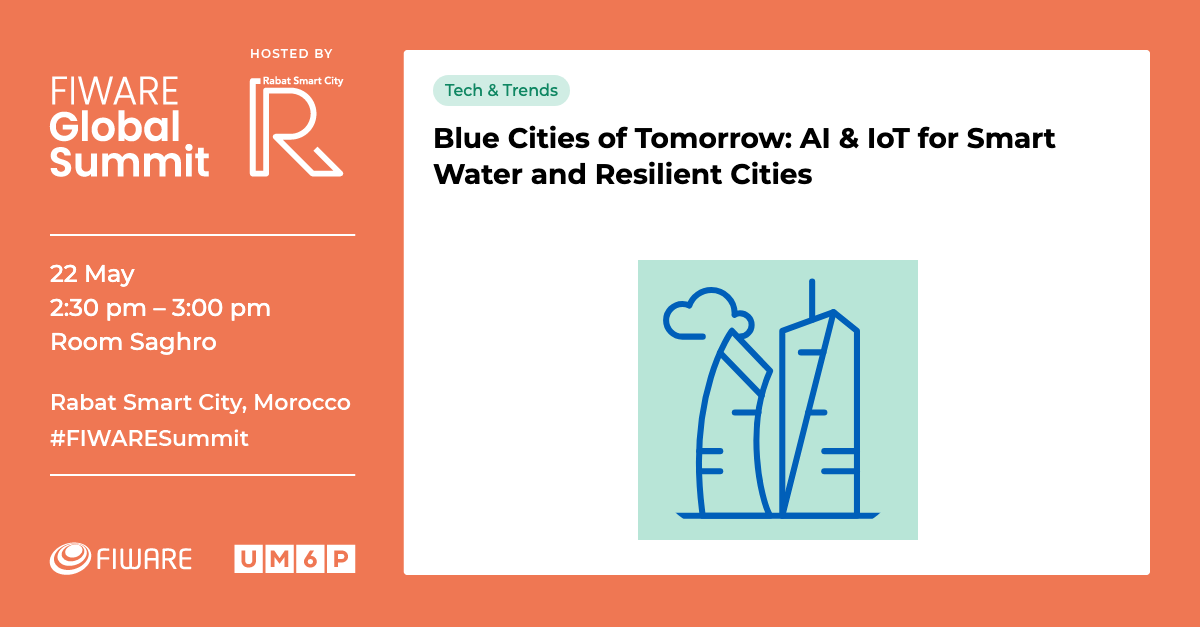 FIWARE
Global
Summit
HOSTED BY
Rabat Smart City
R
22 May
2:30 pm – 3:00 pm
Room Saghro
Rabat Smart City, Morocco
#FIWARESummit
FIWARE
UM6P
Tech & Trends
Blue Cities of Tomorrow: AI & IoT for Smart
Water and Resilient Cities